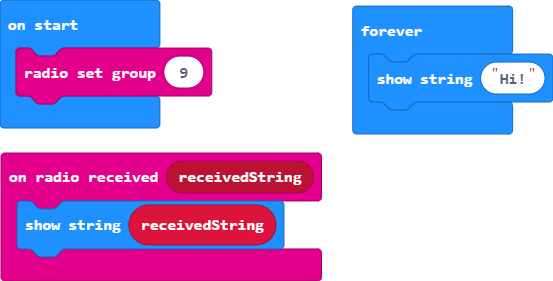 on start
radio set group 9
forever
show string "Hi!"
on radio received receivedString
show string receivedString